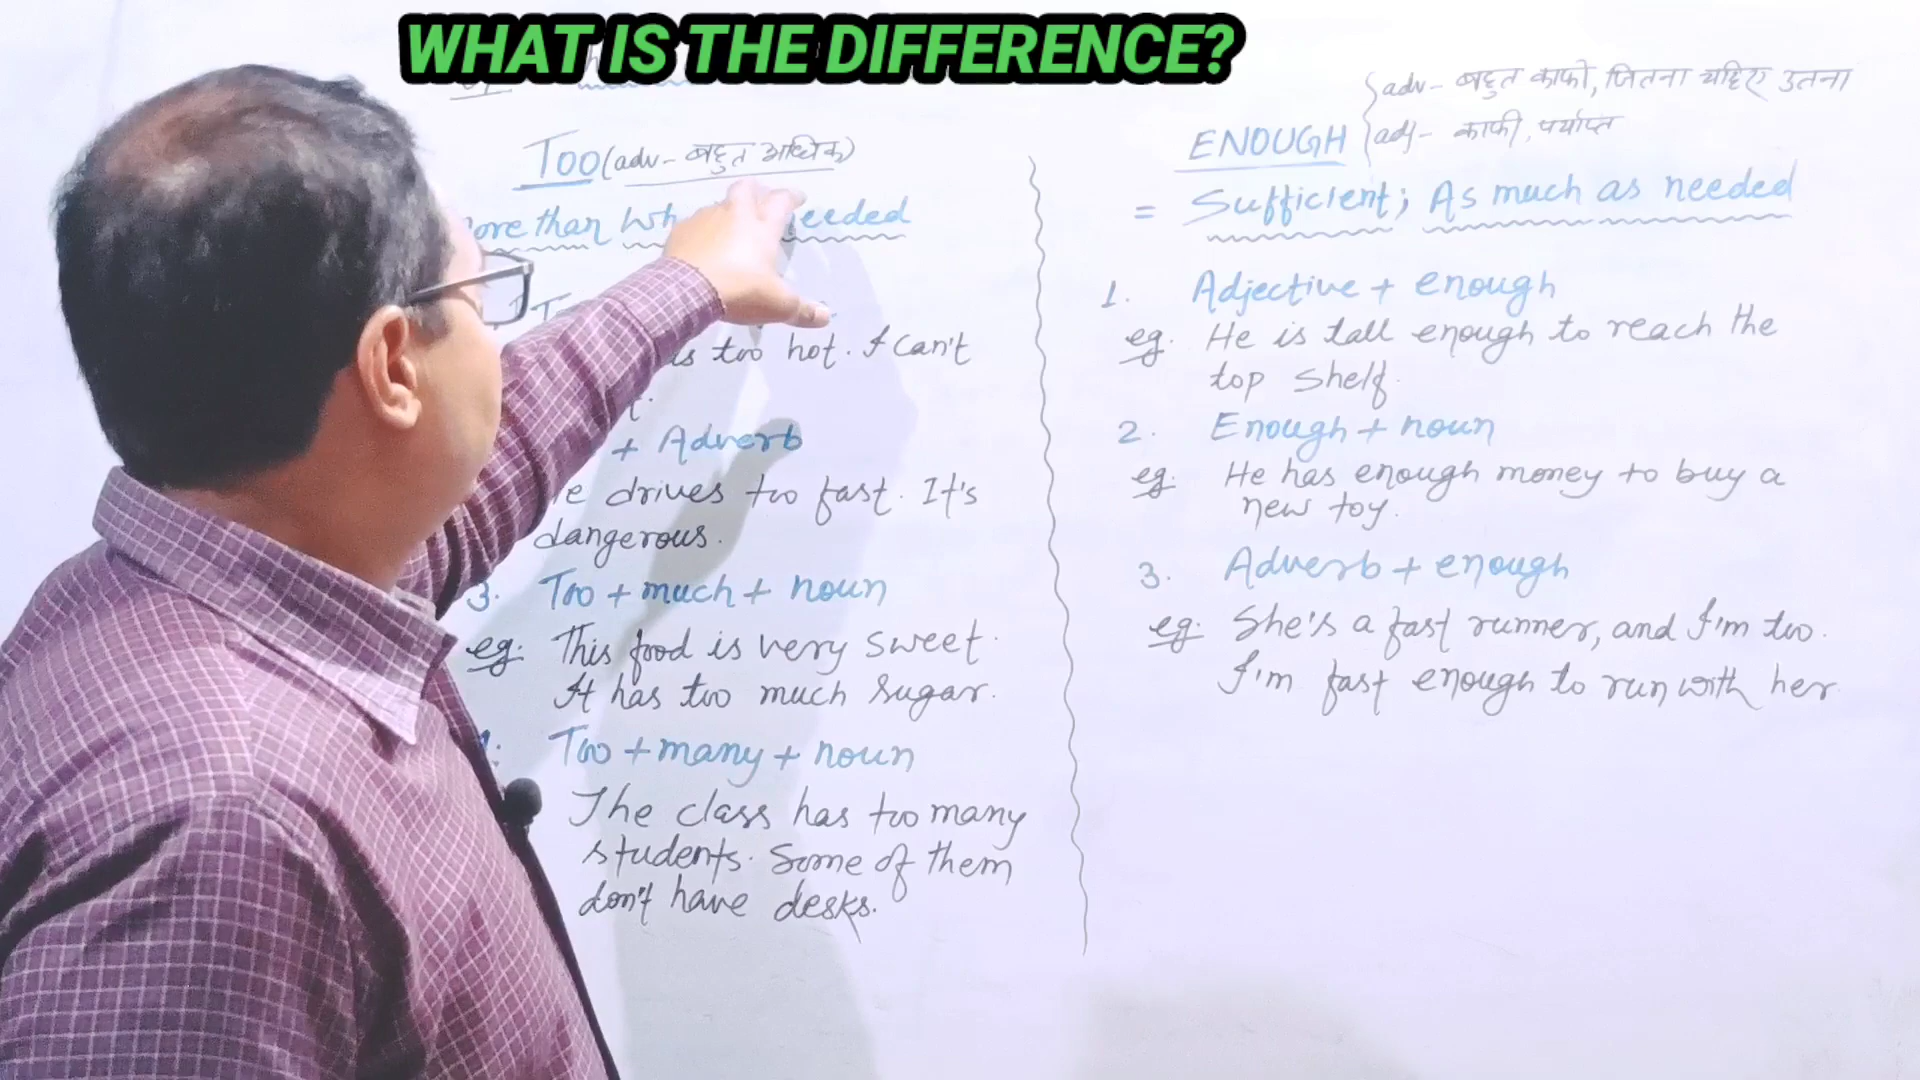 WHAT IS THE DIFFERENCE?
TOO (adv- बहुत अधिक)
ore than wh eeded
is too hot. I can't
t.
+ Adverb
e drives too fast. It's
dangerous.
3. Too + much + noun
eg. This food is very sweet.
It has too much sugar.
Too + many + noun
The class has too many
students. Some of them
don't have desks.
ENOUGH
adv- बहुत काफी, जितना चाहिए उतना
adj- काफी, पर्याप्त
= Sufficient; As much as needed
1. Adjective + enough
eg. He is tall enough to reach the
top shelf.
2. Enough + noun
eg. He has enough money to buy a
new toy.
3. Adverb + enough
eg. She's a fast runner, and I'm too.
I'm fast enough to run with her